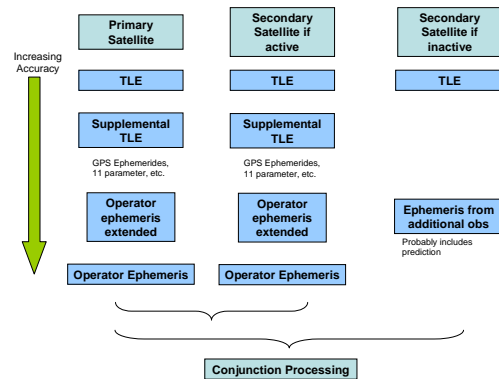 Primary
Satellite
Secondary
Satellite if
active
Secondary
Satellite if
inactive
Increasing
Accuracy
TLE
TLE
TLE
Supplemental
TLE
Supplemental
TLE
GPS Ephemerides,
11 parameter, etc.
GPS Ephemerides,
11 parameter, etc.
Operator
ephemeris
extended
Operator
ephemeris
extended
Ephemeris from
additional obs
Probably includes
prediction
Operator Ephemeris
Operator Ephemeris
Conjunction Processing